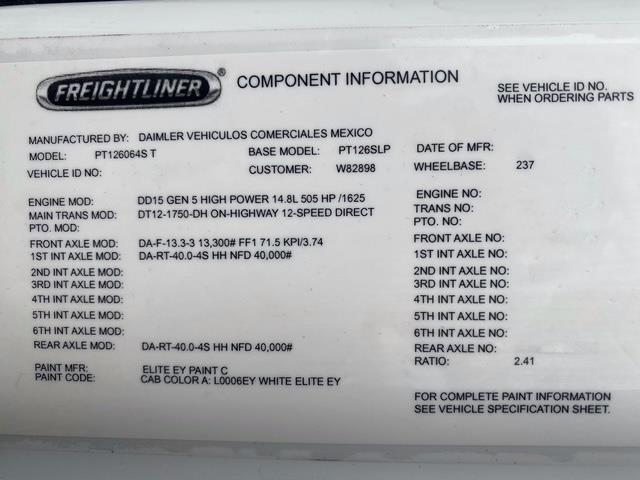 FREIGHTLINER ® COMPONENT INFORMATION
SEE VEHICLE ID NO.
WHEN ORDERING PARTS
MANUFACTURED BY: DAIMLER VEHICULOS COMERCIALES MEXICO
MODEL: PT126064S T BASE MODEL: PT126SLP DATE OF MFR:
VEHICLE ID NO: CUSTOMER: W82898 WHEELBASE: 237
ENGINE MOD: DD15 GEN 5 HIGH POWER 14.8L 505 HP /1625 ENGINE NO:
MAIN TRANS MOD: DT12-1750-DH ON-HIGHWAY 12-SPEED DIRECT TRANS NO:
PTO. MOD: PTO. NO:
FRONT AXLE MOD: DA-F-13.3-3 13,300# FF1 71.5 KPI/3.74 FRONT AXLE NO:
1ST INT AXLE MOD: DA-RT-40.0-4S HH NFD 40,000# 1ST INT AXLE NO:
2ND INT AXLE MOD: 2ND INT AXLE NO:
3RD INT AXLE MOD: 3RD INT AXLE NO:
4TH INT AXLE MOD: 4TH INT AXLE NO:
5TH INT AXLE MOD: 5TH INT AXLE NO:
6TH INT AXLE MOD: 6TH INT AXLE NO:
REAR AXLE MOD: DA-RT-40.0-4S HH NFD 40,000# REAR AXLE NO:
RATIO: 2.41
PAINT MFR: ELITE EY PAINT C
PAINT CODE: CAB COLOR A: L0006EY WHITE ELITE EY
FOR COMPLETE PAINT INFORMATION
SEE VEHICLE SPECIFICATION SHEET.